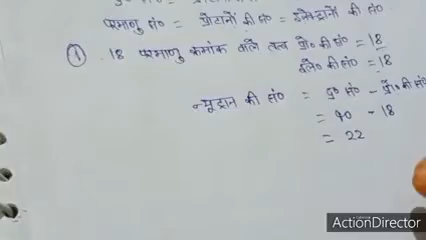 परमाणु सं० = प्रोटानों की सं० = इलेक्ट्रानों की सं०
① 18 परमाणु क्रमांक वाले तत्व प्रो० की सं० = 18
इले० की सं० = 18
न्यूट्रान की सं० = द्र० सं० - प्रो० की सं०
= 40 - 18
= 22
ActionDirector